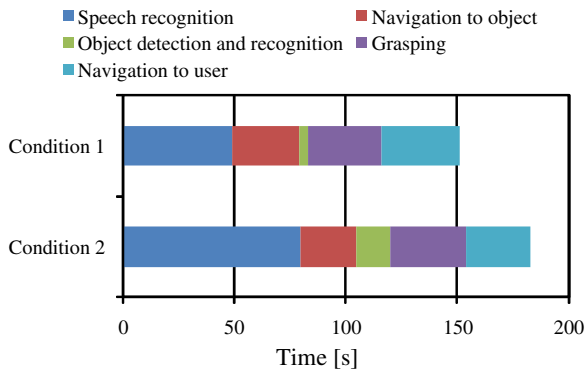 Speech recognition Navigation to object
Object detection and recognition Grasping
Navigation to user
Condition 1
Condition 2
0 50 100 150 200
Time [s]